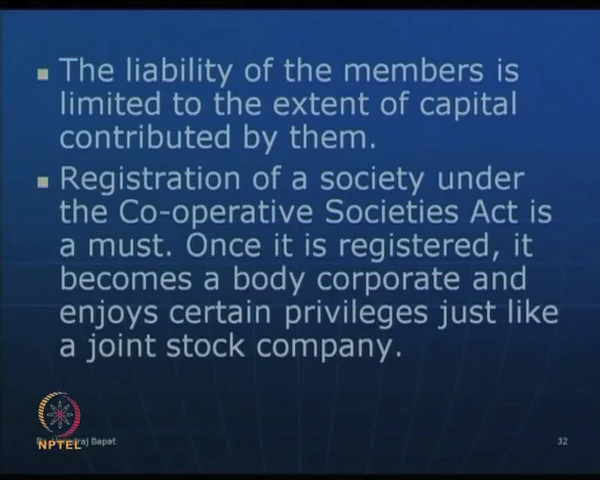 The liability of the members is
limited to the extent of capital
contributed by them.
Registration of a society under
the Co-operative Societies Act is
a must. Once it is registered, it
becomes a body corporate and
enjoys certain privileges just like
a joint stock company.
Bapat
NPTEL
32